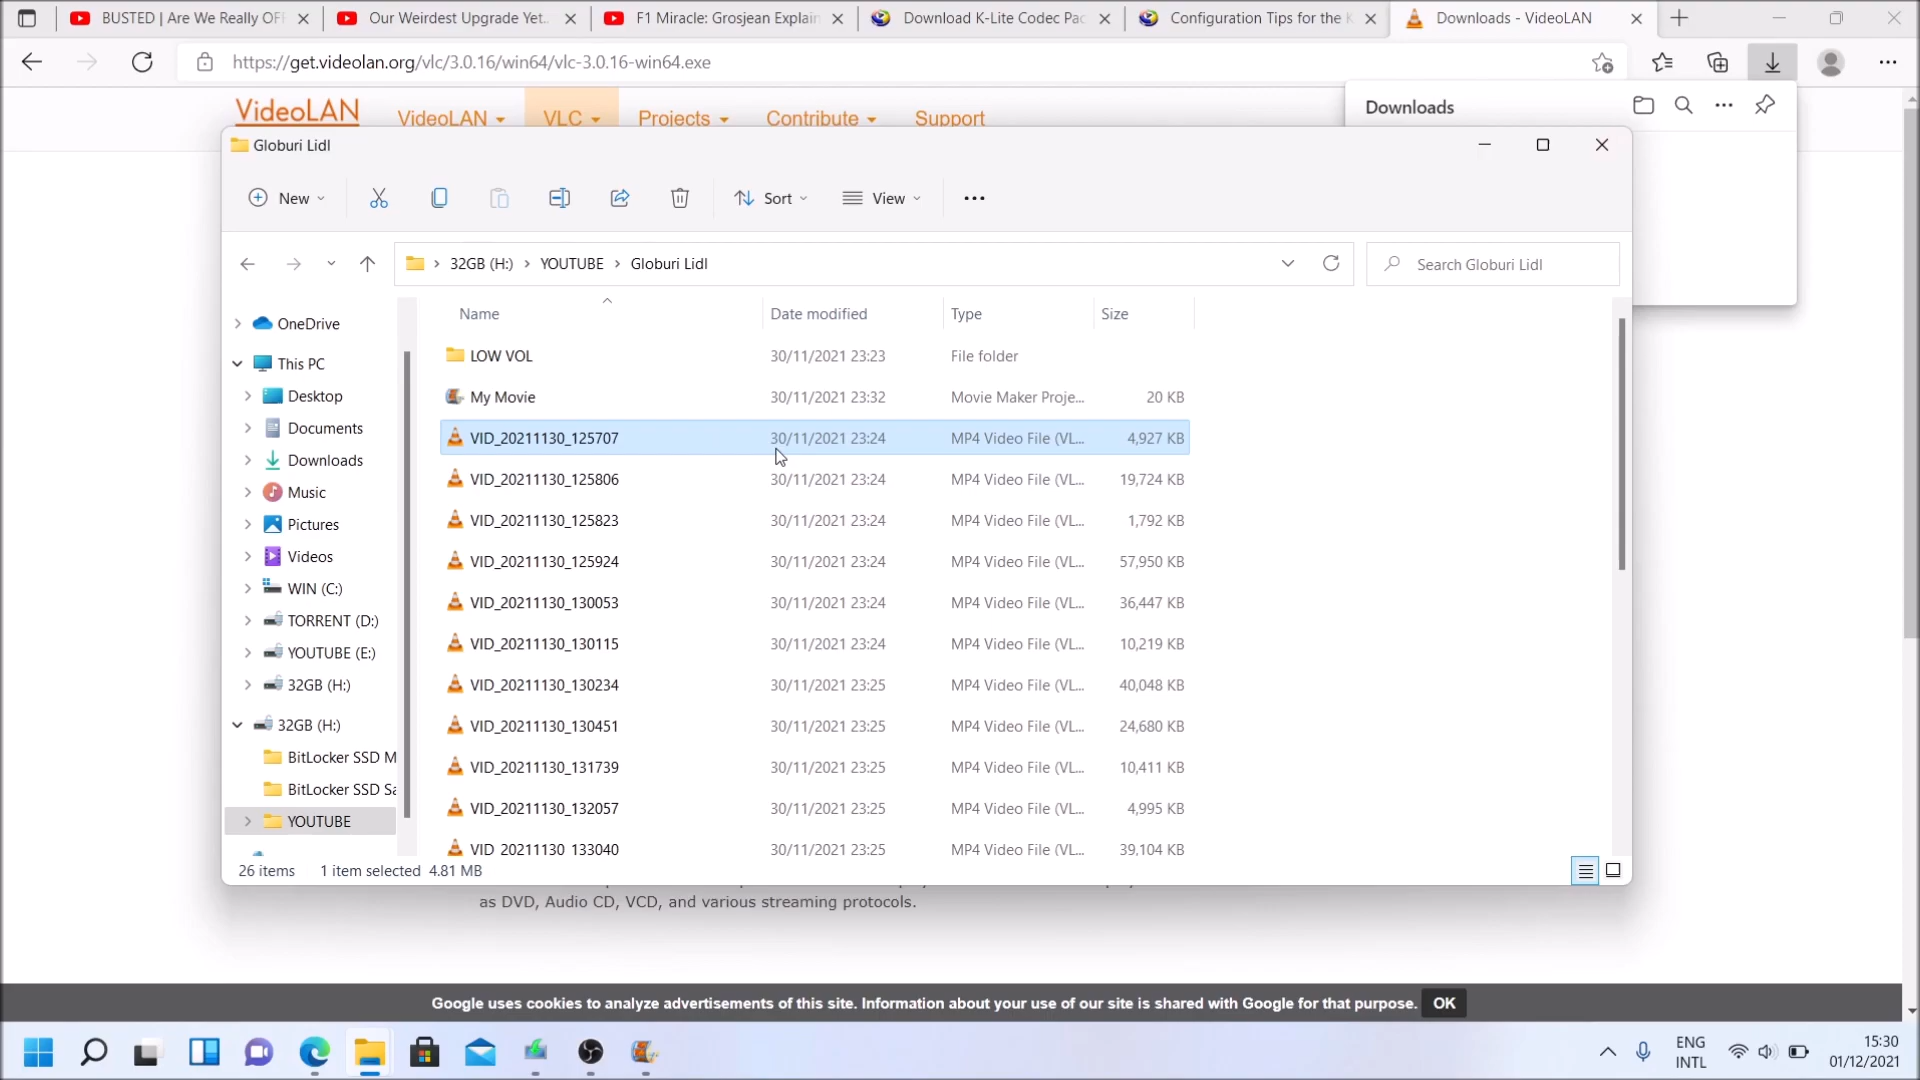 BUSTED | Are We Really OFF
Our Weirdest Upgrade Yet...
F1 Miracle: Grosjean Explain
Download K-Lite Codec Pac
Configuration Tips for the K
Downloads - VideoLAN
https://get.videolan.org/vlc/3.0.16/win64/vlc-3.0.16-win64.exe
VideoLAN
VideoLAN
VLC
Projects
Contribute
Support
Downloads
Globuri Lidl
New
Sort
View
32GB (H:) > YOUTUBE > Globuri Lidl
Search Globuri Lidl
OneDrive
This PC
Desktop
Documents
Downloads
Music
Pictures
Videos
WIN (C:)
TORRENT (D:)
YOUTUBE (E:)
32GB (H:)
32GB (H:)
BitLocker SSD M
BitLocker SSD Sa
YOUTUBE
Name Date modified Type Size
LOW VOL 30/11/2021 23:23 File folder
My Movie 30/11/2021 23:32 Movie Maker Proje... 20 KB
VID_20211130_125707 30/11/2021 23:24 MP4 Video File (VL... 4,927 KB
VID_20211130_125806 30/11/2021 23:24 MP4 Video File (VL... 19,724 KB
VID_20211130_125823 30/11/2021 23:24 MP4 Video File (VL... 1,792 KB
VID_20211130_125924 30/11/2021 23:24 MP4 Video File (VL... 57,950 KB
VID_20211130_130053 30/11/2021 23:24 MP4 Video File (VL... 36,447 KB
VID_20211130_130115 30/11/2021 23:24 MP4 Video File (VL... 10,219 KB
VID_20211130_130234 30/11/2021 23:25 MP4 Video File (VL... 40,048 KB
VID_20211130_130451 30/11/2021 23:25 MP4 Video File (VL... 24,680 KB
VID_20211130_131739 30/11/2021 23:25 MP4 Video File (VL... 10,411 KB
VID_20211130_132057 30/11/2021 23:25 MP4 Video File (VL... 4,995 KB
VID_20211130_133040 30/11/2021 23:25 MP4 Video File (VL... 39,104 KB
26 items 1 item selected 4.81 MB
as DVD, Audio CD, VCD, and various streaming protocols.
Google uses cookies to analyze advertisements of this site. Information about your use of our site is shared with Google for that purpose. OK
ENG
INTL
15:30
01/12/2021